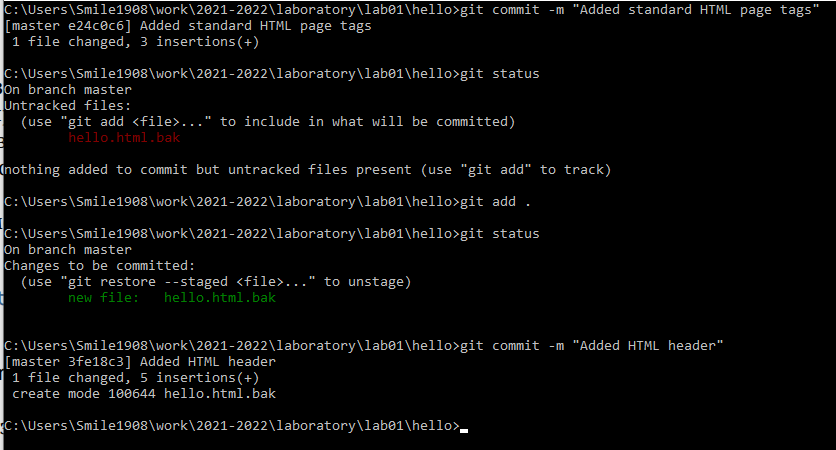 C:\Users\Smile1908\work\2021-2022\laboratory\lab01\hello>git commit -m "Added standard HTML page tags"
[master e24c0c6] Added standard HTML page tags
 1 file changed, 3 insertions(+)
C:\Users\Smile1908\work\2021-2022\laboratory\lab01\hello>git status
On branch master
Untracked files:
  (use "git add <file>..." to include in what will be committed)
        hello.html.bak
nothing added to commit but untracked files present (use "git add" to track)
C:\Users\Smile1908\work\2021-2022\laboratory\lab01\hello>git add .
C:\Users\Smile1908\work\2021-2022\laboratory\lab01\hello>git status
On branch master
Changes to be committed:
  (use "git restore --staged <file>..." to unstage)
        new file:   hello.html.bak
C:\Users\Smile1908\work\2021-2022\laboratory\lab01\hello>git commit -m "Added HTML header"
[master 3fe18c3] Added HTML header
 1 file changed, 5 insertions(+)
 create mode 100644 hello.html.bak
C:\Users\Smile1908\work\2021-2022\laboratory\lab01\hello>